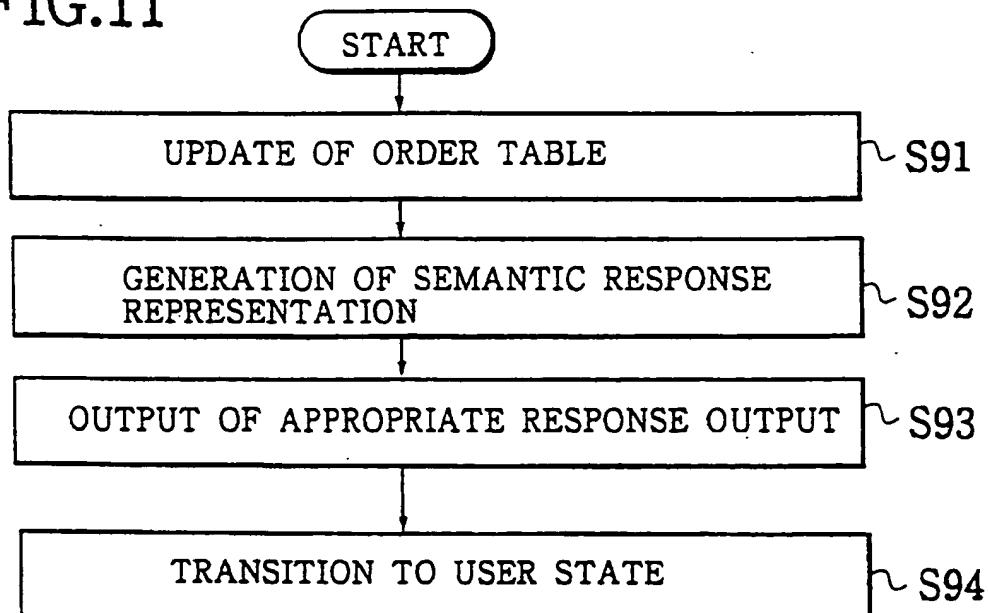 FIG.11
START
UPDATE OF ORDER TABLE
S91
GENERATION OF SEMANTIC RESPONSE
REPRESENTATION
S92
OUTPUT OF APPROPRIATE RESPONSE OUTPUT
S93
TRANSITION TO USER STATE
S94